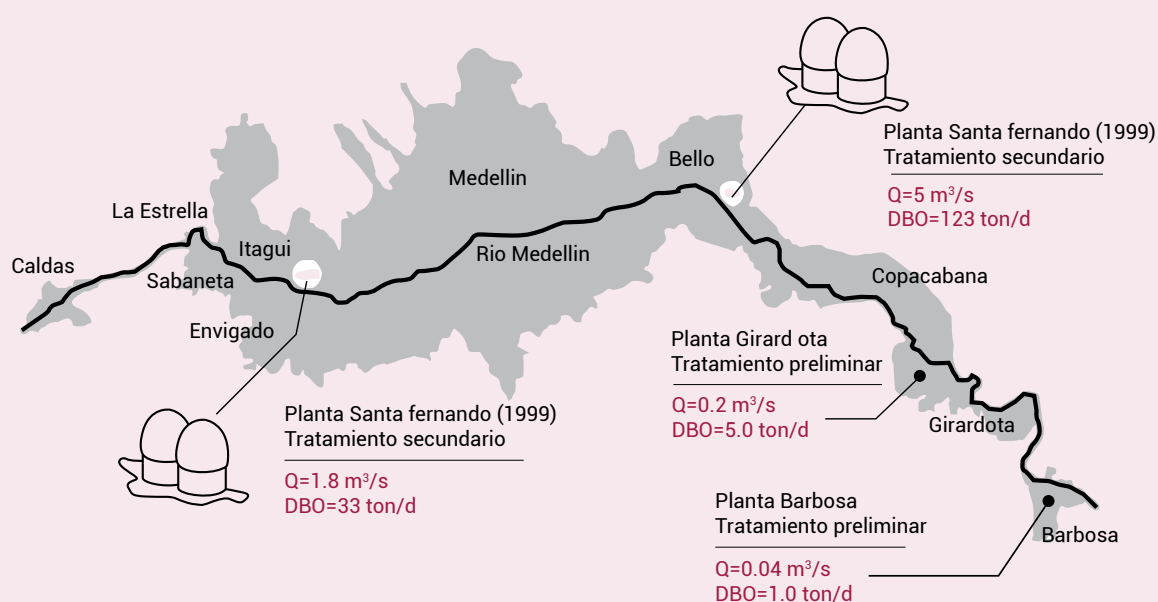 Planta Santa fernando (1999)
Tratamiento secundario
Q=5 m³/s
DBO=123 ton/d
Bello
Medellin
La Estrella
Itagui
Rio Medellin
Caldas
Sabaneta
Copacabana
Envigado
Planta Girard ota
Tratamiento preliminar
Q=0.2 m³/s
DBO=5.0 ton/d
Girardota
Planta Santa fernando (1999)
Tratamiento secundario
Q=1.8 m³/s
DBO=33 ton/d
Planta Barbosa
Tratamiento preliminar
Q=0.04 m³/s
DBO=1.0 ton/d
Barbosa